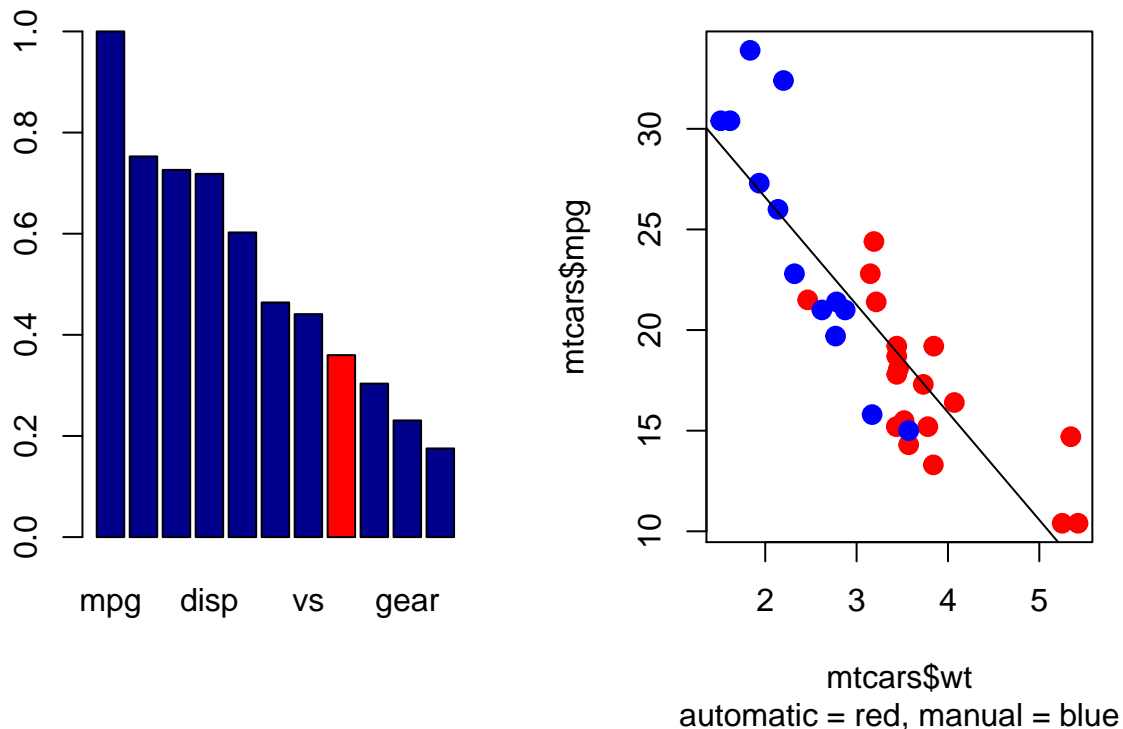 1.0
0.8
0.6
0.4
0.2
0.0
mpg disp vs gear
mtcars$mpg
30
25
20
15
10
2 3 4 5
mtcars$wt
automatic = red, manual = blue